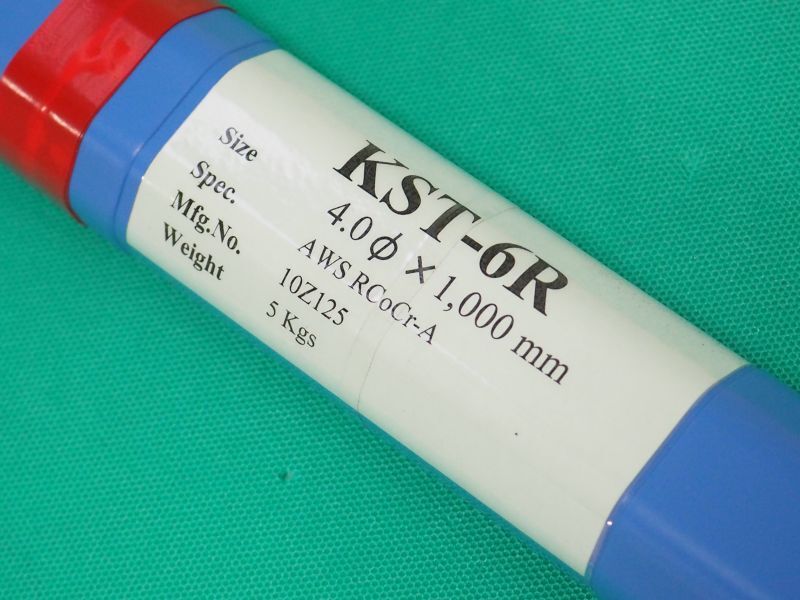 KST-6R
Size 4.0ϕ × 1,000 mm
Spec. AWS RCoCr-A
Mfg.No. 10Z125
Weight 5 Kgs